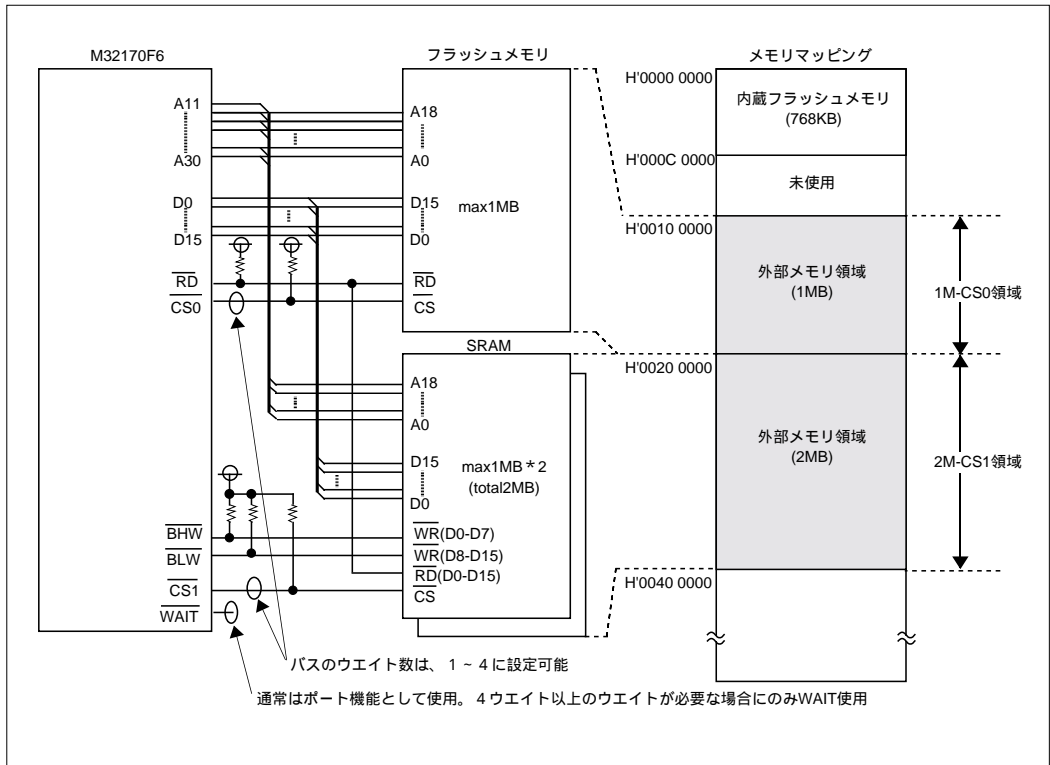 M32170F6
A11
A30
D0
D15
RD
CS0
BHW
BLW
CS1
WAIT
フラッシュメモリ
A18
A0
D15
D0
RD
CS
max1MB
SRAM
A18
A0
D15
D0
WR(D0-D7)
WR(D8-D15)
RD(D0-D15)
CS
max1MB*2
(total2MB)
メモリマッピング
H'0000 0000
内蔵フラッシュメモリ
(768KB)
H'000C 0000
未使用
H'0010 0000
外部メモリ領域
(1MB)
1M-CS0領域
H'0020 0000
外部メモリ領域
(2MB)
2M-CS1領域
H'0040 0000
バスのウエイト数は、 1 ~ 4 に設定可能
通常はポート機能として使用。 4 ウエイト以上のウエイトが必要な場合にのみWAIT使用